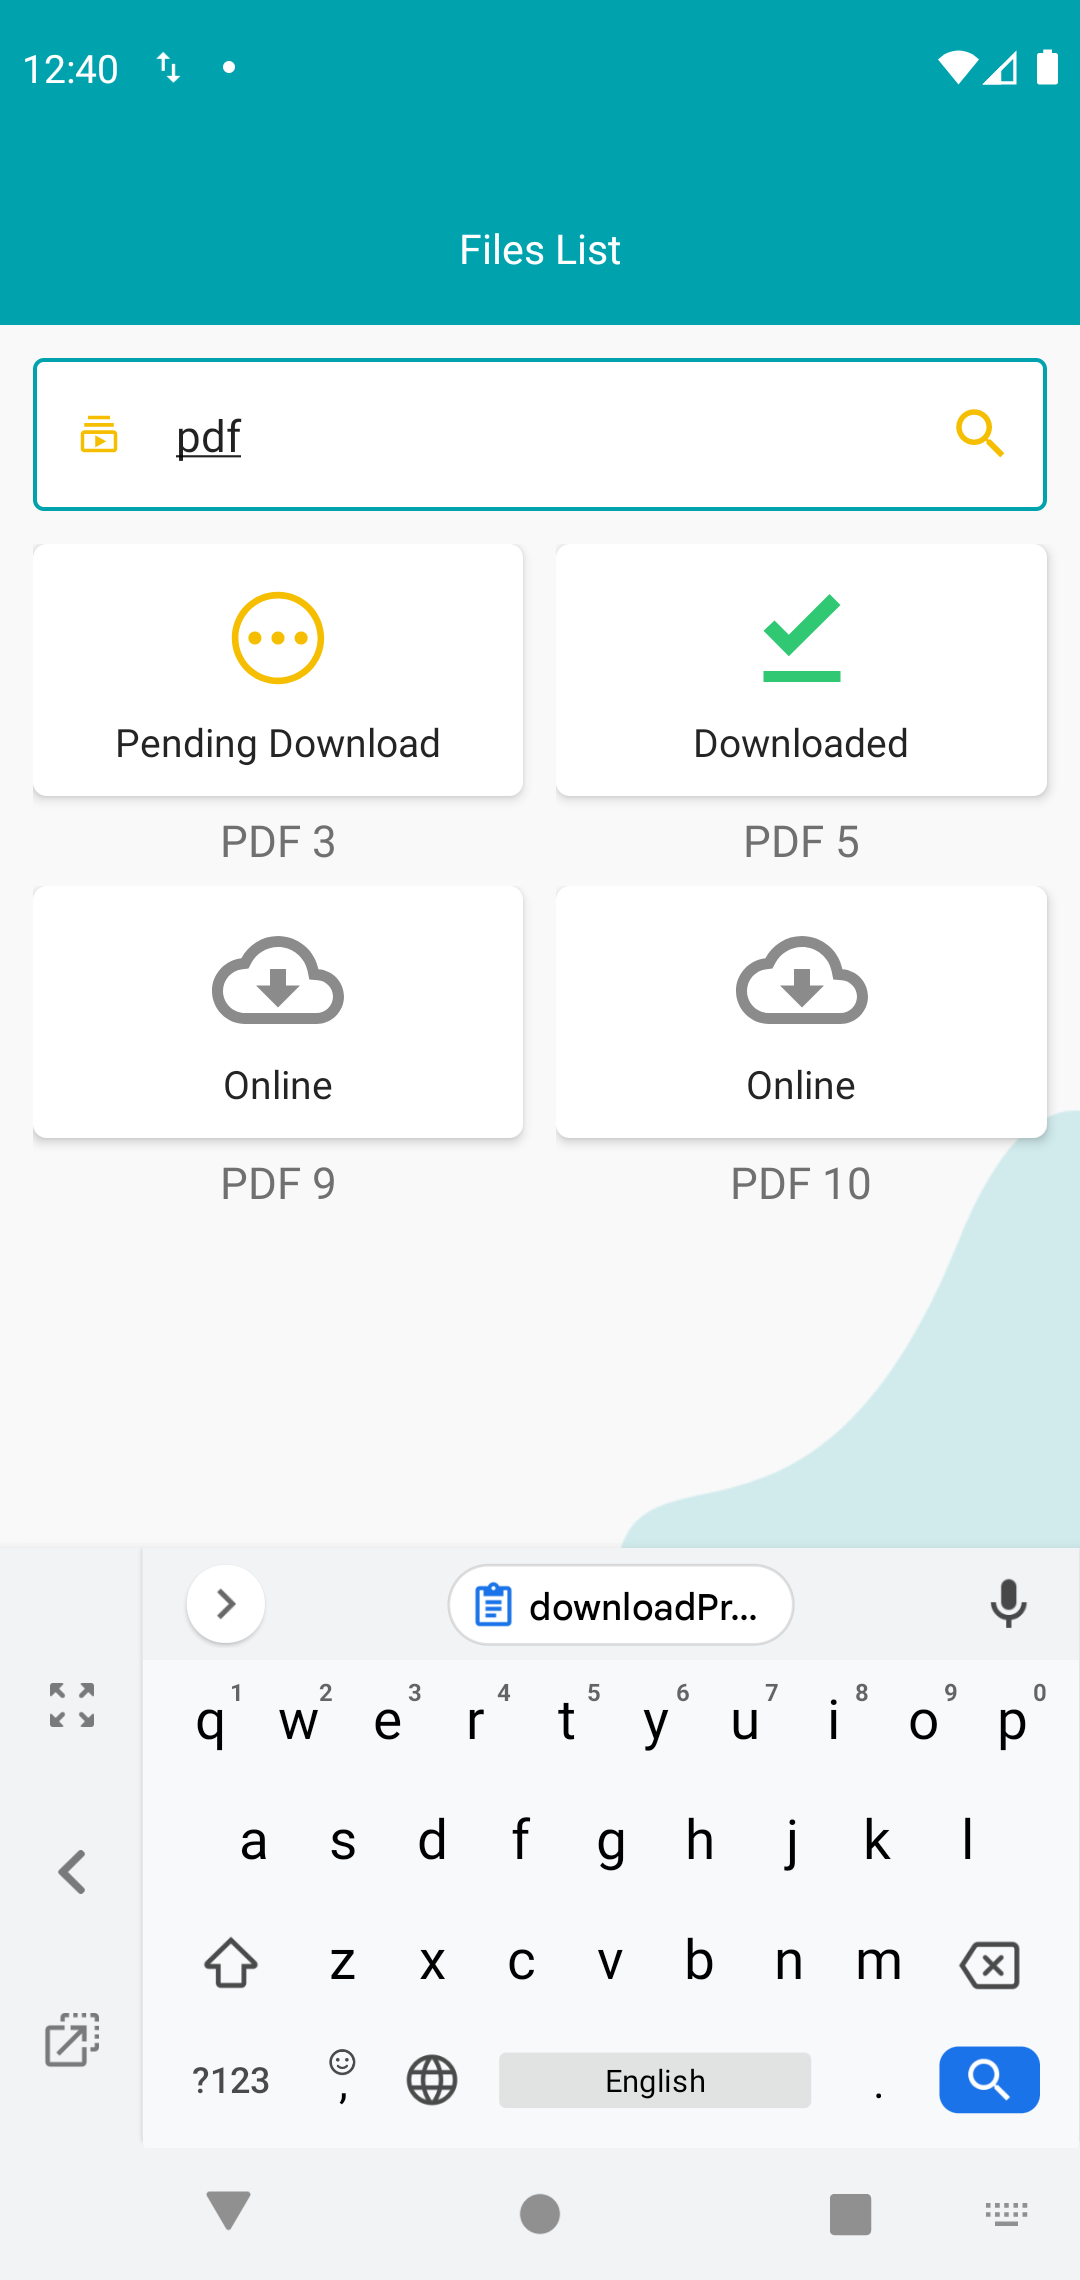 12:40
Files List
pdf
Pending Download
Downloaded
PDF 3
PDF 5
Online
Online
PDF 9
PDF 10
downloadPr...
q 1 w 2 e 3 r 4 t 5 y 6 u 7 i 8 o 9 p 0
a s d f g h j k l
z x c v b n m
?123 , English .